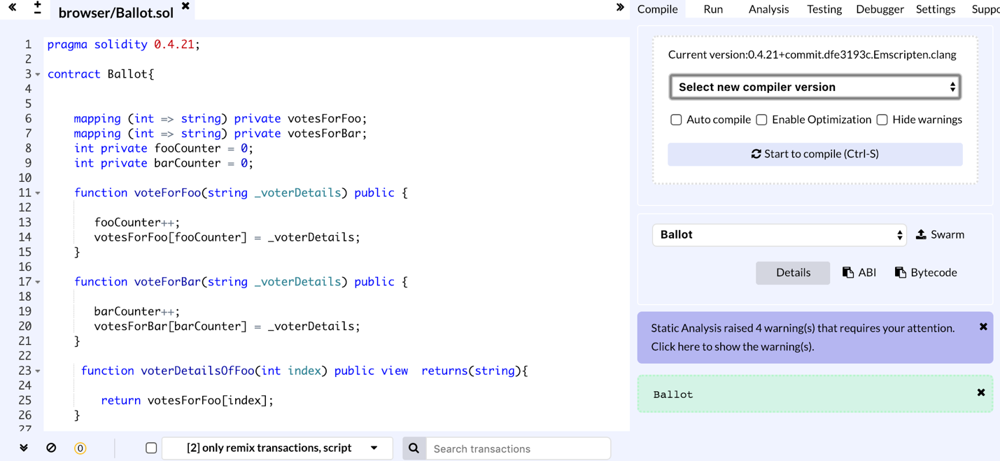 browser/Ballot.sol
1 pragma solidity 0.4.21;
2
3 contract Ballot{
4
5
6 mapping (int => string) private votesForFoo;
7 mapping (int => string) private votesForBar;
8 int private fooCounter = 0;
9 int private barCounter = 0;
10
11 function voteForFoo(string _voterDetails) public {
12
13 fooCounter++;
14 votesForFoo[fooCounter] = _voterDetails;
15 }
16
17 function voteForBar(string _voterDetails) public {
18
19 barCounter++;
20 votesForBar[barCounter] = _voterDetails;
21 }
22
23 function voterDetailsOfFoo(int index) public view  returns(string){
24
25 return votesForFoo[index];
26 }
27
0
[2] only remix transactions, script
Search transactions
Compile Run Analysis Testing Debugger Settings Suppo
Current version:0.4.21+commit.dfe3193c.Emscripten.clang
Select new compiler version
Auto compile Enable Optimization Hide warnings
Start to compile (Ctrl-S)
Ballot Swarm
Details ABI Bytecode
Static Analysis raised 4 warning(s) that requires your attention.
Click here to show the warning(s).
Ballot